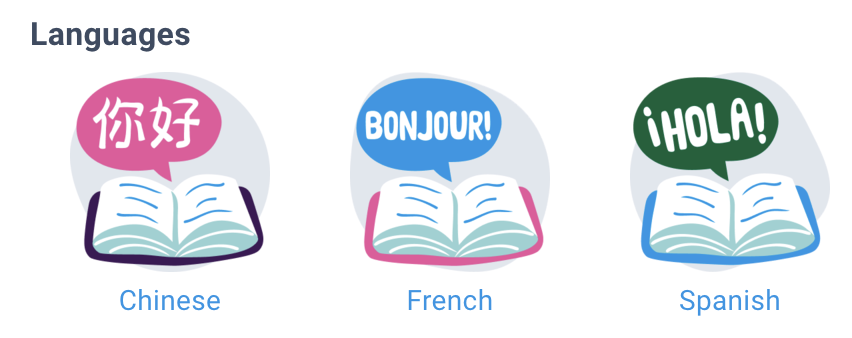 Languages
你好
BONJOUR!
¡HOLA!
Chinese
French
Spanish